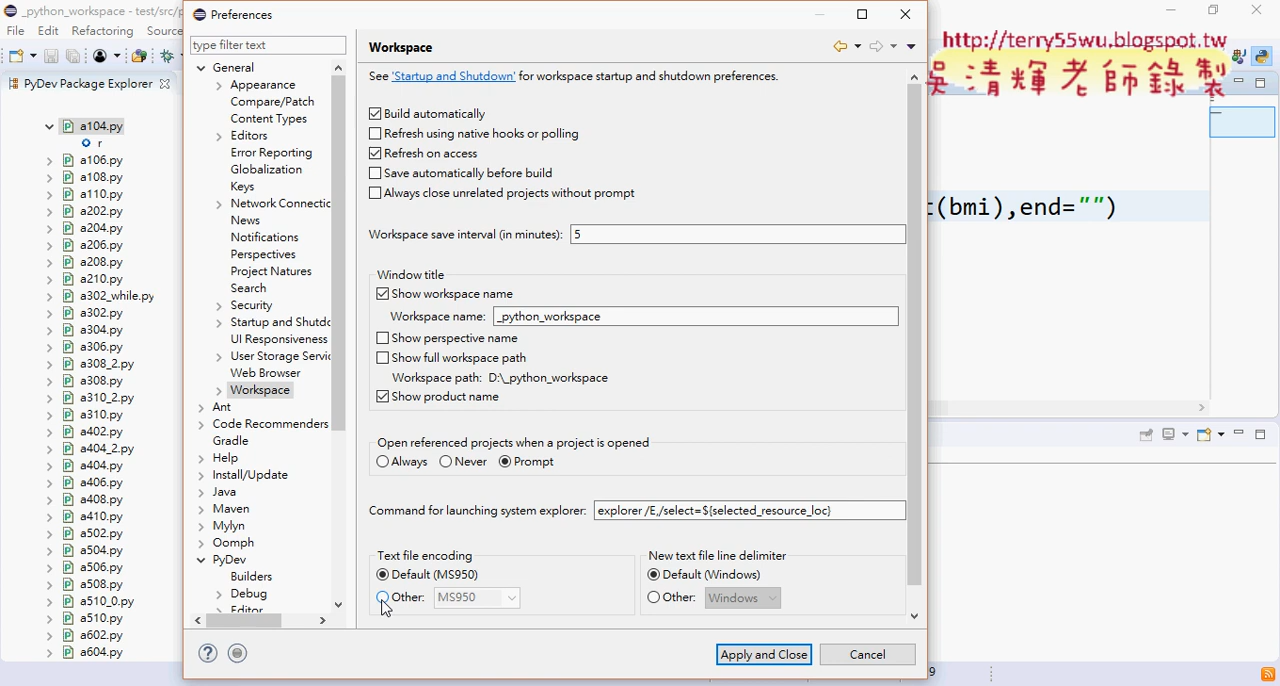 _python_workspace - test/src/p
Preferences
File Edit Refactoring Source
PyDev Package Explorer
a104.py
r
a106.py
a108.py
a110.py
a202.py
a204.py
a206.py
a208.py
a210.py
a302_while.py
a302.py
a304.py
a306.py
a308_2.py
a308.py
a310_2.py
a310.py
a402.py
a404_2.py
a404.py
a406.py
a408.py
a410.py
a502.py
a504.py
a506.py
a508.py
a510_0.py
a510.py
a602.py
a604.py
type filter text
General
Appearance
Compare/Patch
Content Types
Editors
Error Reporting
Globalization
Keys
Network Connectic
News
Notifications
Perspectives
Project Natures
Search
Security
Startup and Shutdo
UI Responsiveness
User Storage Servic
Web Browser
Workspace
Ant
Code Recommenders
Gradle
Help
Install/Update
Java
Maven
Mylyn
Oomph
PyDev
Builders
Debug
Editor
Workspace
See 'Startup and Shutdown' for workspace startup and shutdown preferences.
Build automatically
Refresh using native hooks or polling
Refresh on access
Save automatically before build
Always close unrelated projects without prompt
Workspace save interval (in minutes): 5
Window title
Show workspace name
Workspace name: _python_workspace
Show perspective name
Show full workspace path
Workspace path: D:\_python_workspace
Show product name
Open referenced projects when a project is opened
Always Never Prompt
Command for launching system explorer: explorer /E,/select=${selected_resource_loc}
Text file encoding
Default (MS950)
Other: MS950
New text file line delimiter
Default (Windows)
Other: Windows
Apply and Close Cancel
http://terry55wu.blogspot.tw
吳清輝老師錄製
t(bmi),end="")
9